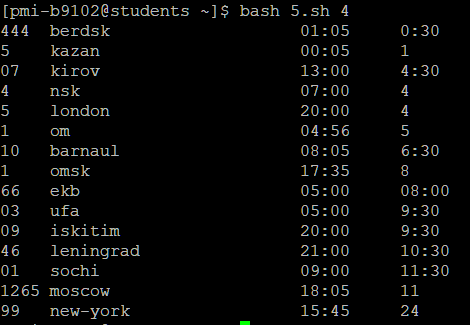 [pmi-b9102@students ~]$ bash 5.sh 4
444 berdsk 01:05 0:30
5 kazan 00:05 1
07 kirov 13:00 4:30
4 nsk 07:00 4
5 london 20:00 4
1 om 04:56 5
10 barnaul 08:05 6:30
1 omsk 17:35 8
66 ekb 05:00 08:00
03 ufa 05:00 9:30
09 iskitim 20:00 9:30
46 leningrad 21:00 10:30
01 sochi 09:00 11:30
1265 moscow 18:05 11
99 new-york 15:45 24